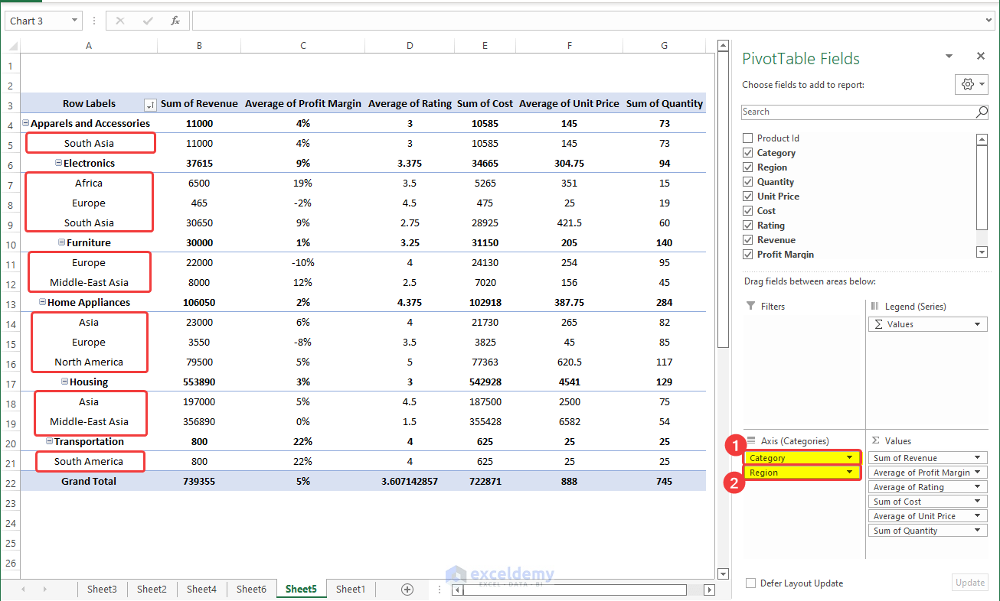 Chart 3
fx
A B C D E F G
1
2
3 Row Labels Sum of Revenue Average of Profit Margin Average of Rating Sum of Cost Average of Unit Price Sum of Quantity
4 Apparels and Accessories 11000 4% 3 10585 145 73
5 South Asia 11000 4% 3 10585 145 73
6 Electronics 37615 9% 3.375 34665 304.75 94
7 Africa 6500 19% 3.5 5265 351 15
8 Europe 465 -2% 4.5 475 25 19
9 South Asia 30650 9% 2.75 28925 421.5 60
10 Furniture 30000 1% 3.25 31150 205 140
11 Europe 22000 -10% 4 24130 254 95
12 Middle-East Asia 8000 12% 2.5 7020 156 45
13 Home Appliances 106050 2% 4.375 102918 387.75 284
14 Asia 23000 6% 4 21730 265 82
15 Europe 3550 -8% 3.5 3825 45 85
16 North America 79500 5% 5 77363 620.5 117
17 Housing 553890 3% 3 542928 4541 129
18 Asia 197000 5% 4.5 187500 2500 75
19 Middle-East Asia 356890 0% 1.5 355428 6582 54
20 Transportation 800 22% 4 625 25 25
21 South America 800 22% 4 625 25 25
22 Grand Total 739355 5% 3.607142857 722871 888 745
23
24
25
26
exceldemy
EXCEL - DATA - BI
Sheet3 Sheet2 Sheet4 Sheet6 Sheet5 Sheet1
PivotTable Fields
Choose fields to add to report:
Search
Product Id
Category
Region
Quantity
Unit Price
Cost
Rating
Revenue
Profit Margin
Drag fields between areas below:
Filters
Legend (Series)
Σ Values
Axis (Categories)
1 Category
2 Region
Σ Values
Sum of Revenue
Average of Profit Margin
Average of Rating
Sum of Cost
Average of Unit Price
Sum of Quantity
Defer Layout Update
Update